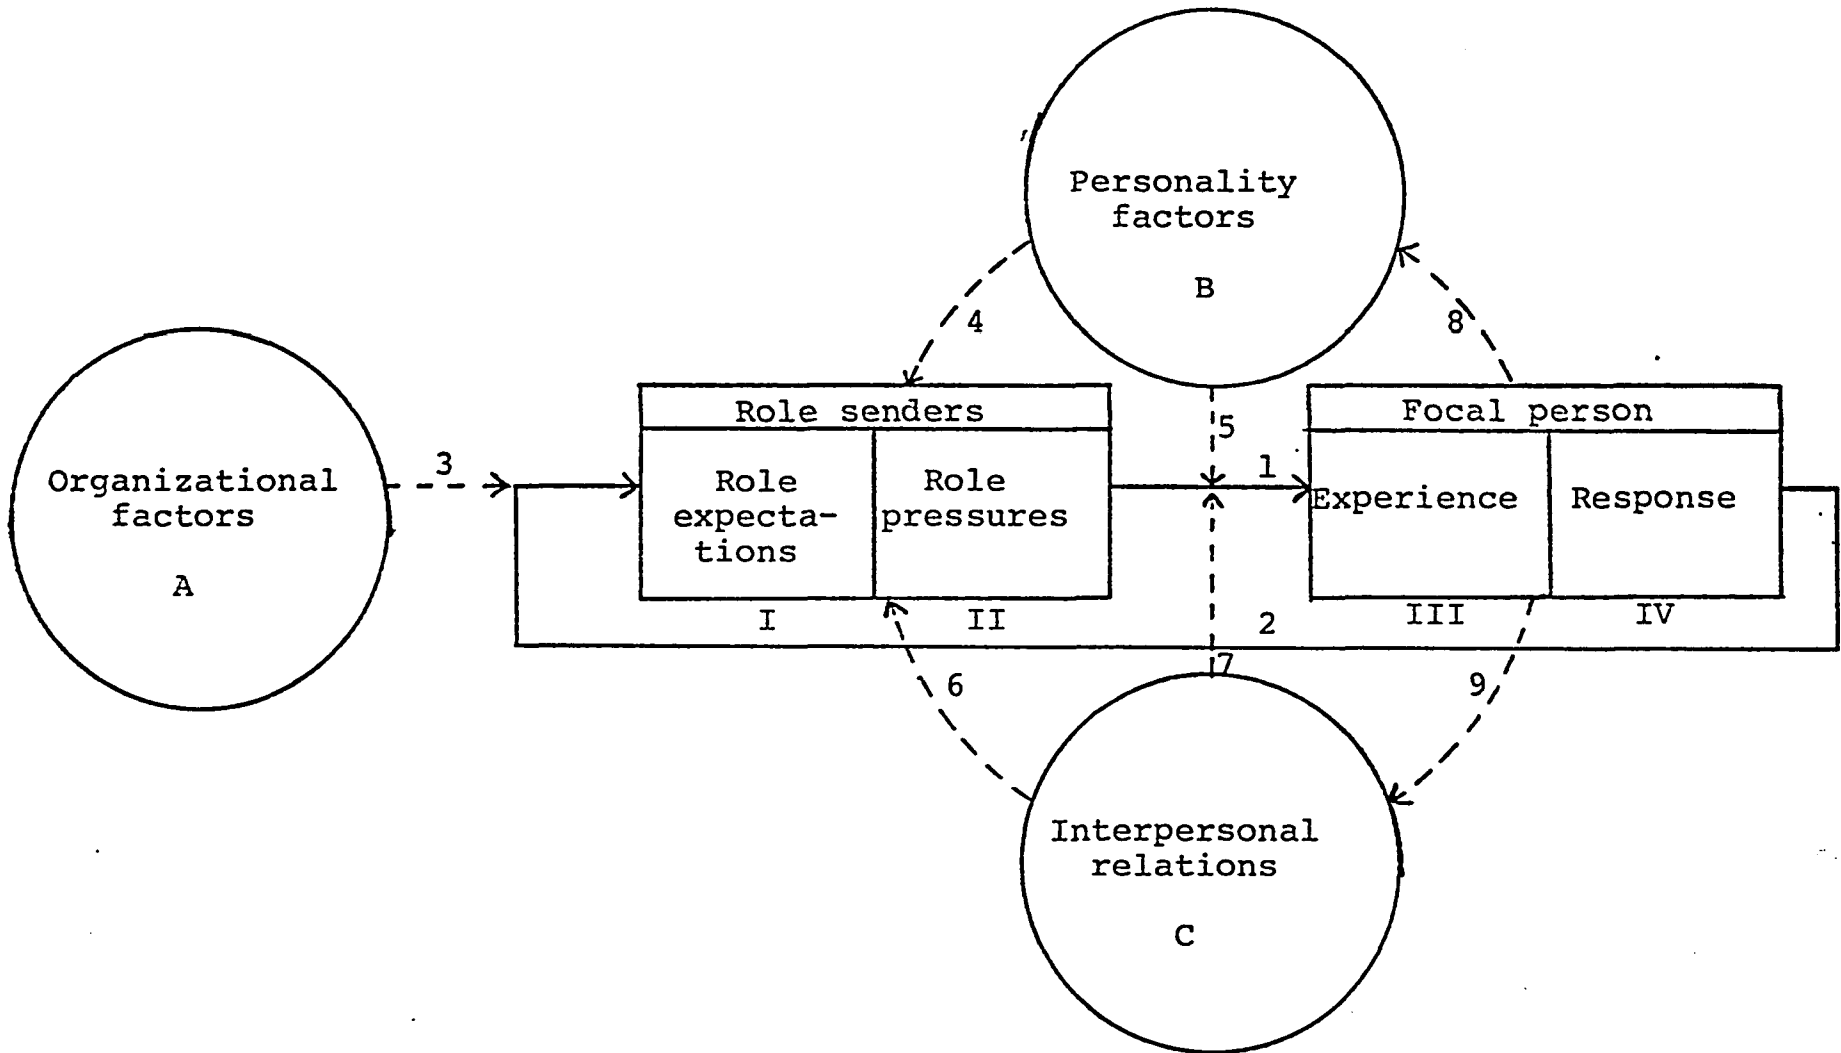 Personality
factors
B
4
8
Role senders
Focal person
5
3
1
Organizational
factors
A
Role
expecta-
tions
Role
pressures
Experience
Response
I
II
2
III
IV
7
6
9
Interpersonal
relations
C